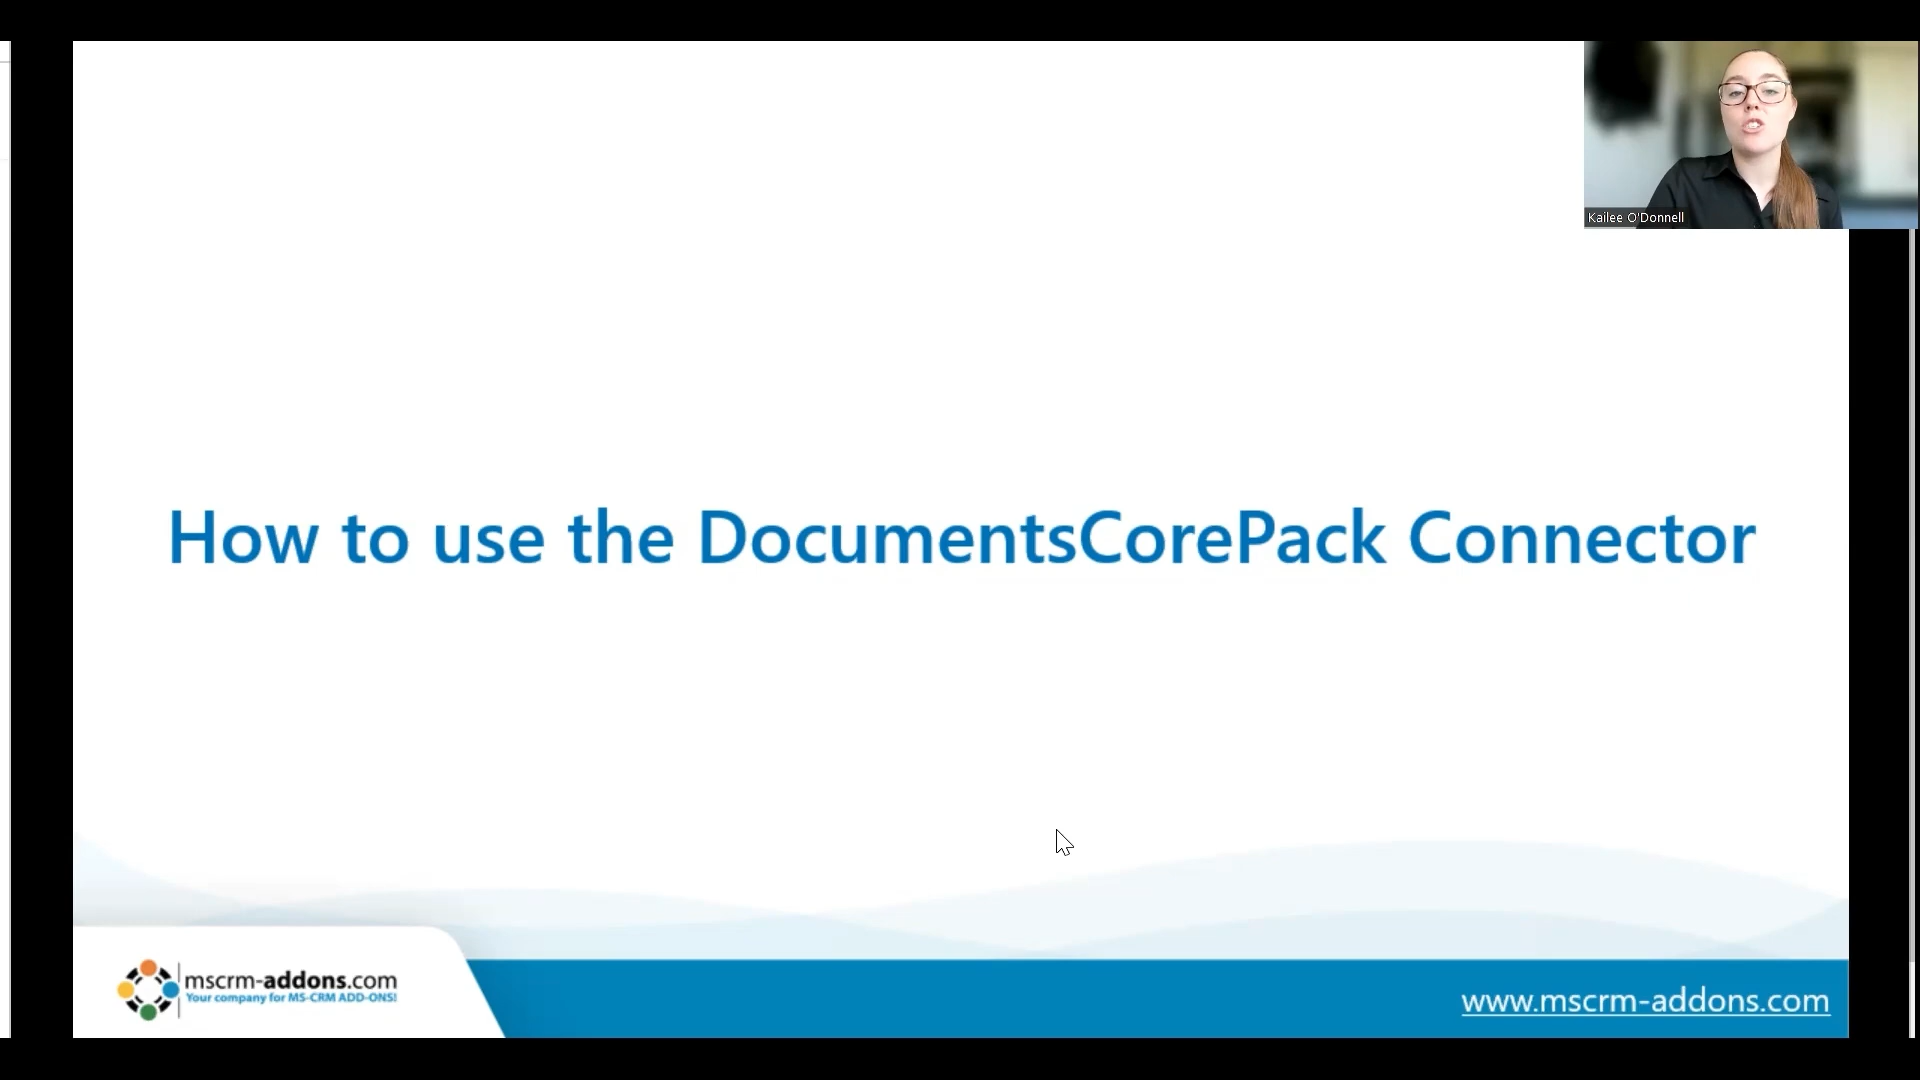 Kailee O'Donnell
How to use the DocumentsCorePack Connector
mscrm-addons.com
Your company for MS-CRM ADD-ONS!
www.mscrm-addons.com